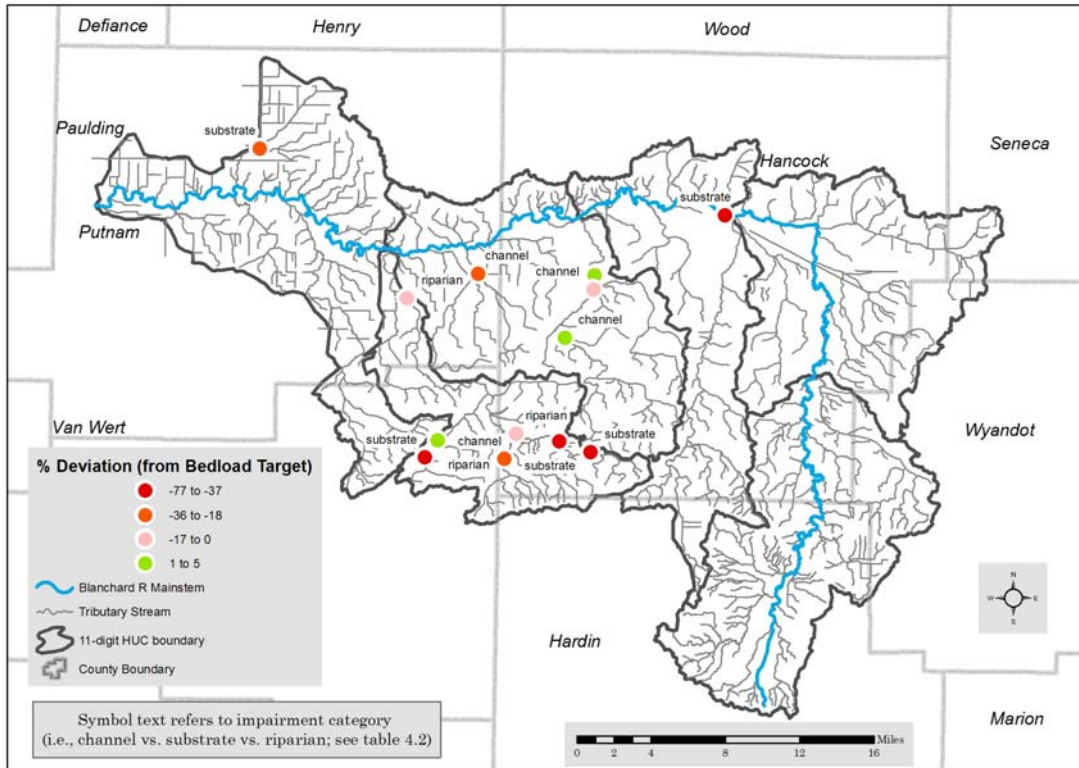 Defiance
Henry
Wood
Paulding
substrate
Seneca
Hancock
substrate
Putnam
channel
riparian
channel
channel
Van Wert
riparian
substrate
channel
substrate
riparian
substrate
Wyandot
% Deviation (from Bedload Target)
-77 to -37
-36 to -18
-17 to 0
1 to 5
Blanchard R Mainstem
Tributary Stream
11-digit HUC boundary
County Boundary
N
W E
S
Hardin
Marion
Symbol text refers to impairment category
(i.e., channel vs. substrate vs. riparian; see table 4.2)
Miles
0 2 4 8 12 16